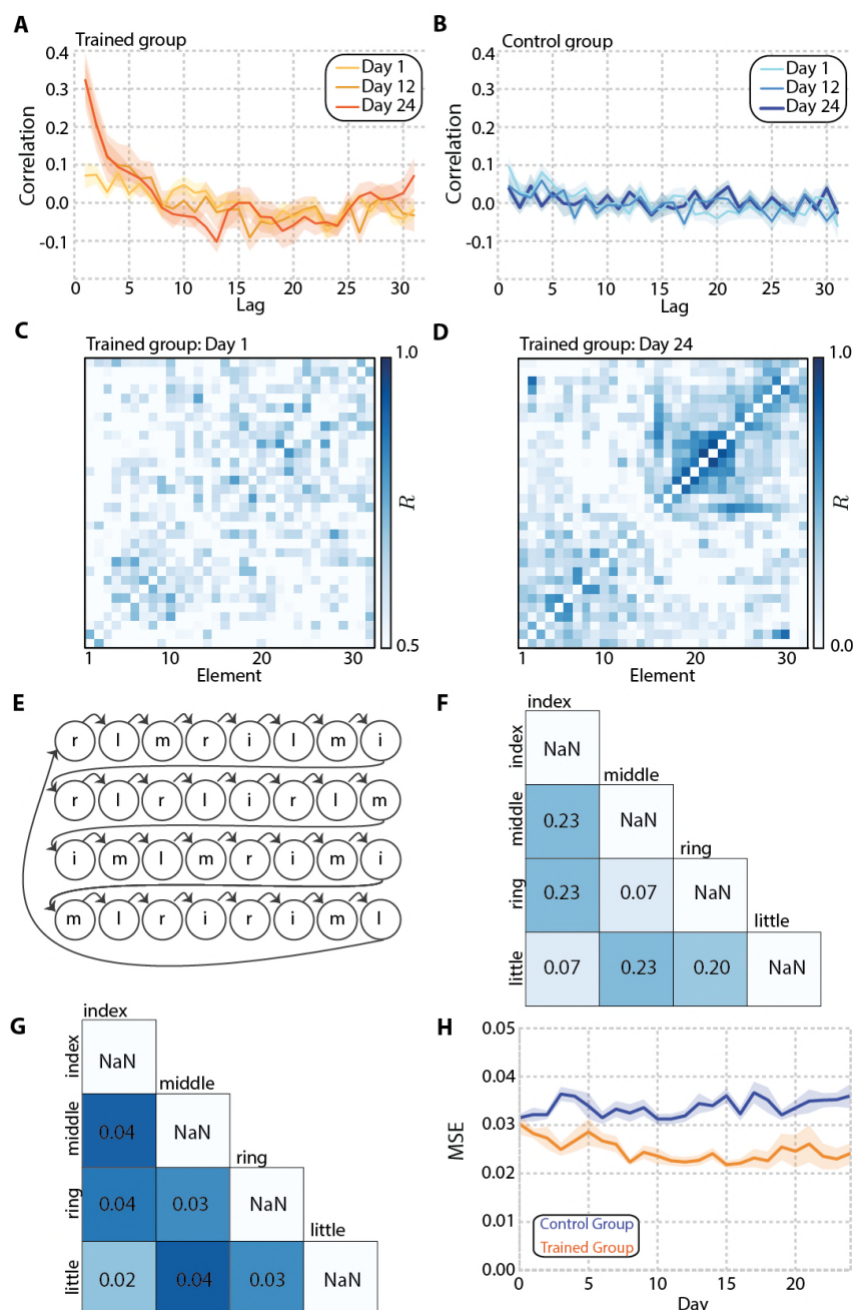 A
Trained group
0.4
0.3
0.2
0.1
0.0
-0.1
Correlation
Day 1
Day 12
Day 24
0 5 10 15 20 25 30
Lag
B
Control group
0.4
0.3
0.2
0.1
0.0
-0.1
Correlation
Day 1
Day 12
Day 24
0 5 10 15 20 25 30
Lag
C
Trained group: Day 1
1.0
R
0.5
1 10 20 30
Element
D
Trained group: Day 24
1.0
R
0.0
1 10 20 30
Element
E
r l m r i l m i
r l r l i r l m
i m l m r i m i
m l r i r i m l
F
index
index NaN
middle
middle 0.23 NaN
ring
ring 0.23 0.07 NaN
little
little 0.07 0.23 0.20 NaN
G
index
index NaN
middle
middle 0.04 NaN
ring
ring 0.04 0.03 NaN
little
little 0.02 0.04 0.03 NaN
H
0.05
0.04
0.03
0.02
0.01
0.00
MSE
Control Group
Trained Group
0 5 10 15 20
Day